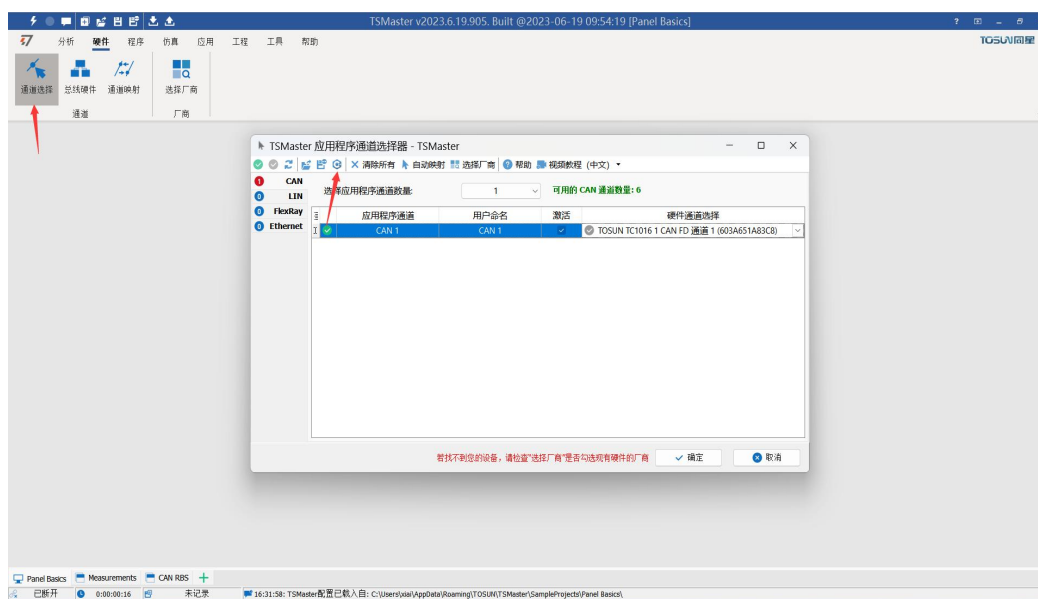 TSMaster v2023.6.19.905. Built @2023-06-19 09:54:19 [Panel Basics]
分析 硬件 程序 仿真 应用 工程 工具 帮助
TOSUN同星
通道选择 总线硬件 通道映射 选择厂商
通道 厂商
TSMaster 应用程序通道选择器 - TSMaster
清除所有 自动映射 选择厂商 帮助 视频教程 (中文)
1 CAN
0 LIN
0 FlexRay
0 Ethernet
选择应用程序通道数量: 1 可用的 CAN 通道数量: 6
应用程序通道 用户命名 激活 硬件通道选择
CAN 1 CAN 1 TOSUN TC1016 1 CAN FD 通道 1 (603A651A83C8)
若找不到您的设备,请检查"选择厂商"是否勾选现有硬件的厂商 确定 取消
Panel Basics Measurements CAN RBS
已断开 0:00:00:16 未记录 16:31:58: TSMaster配置已载入自: C:\Users\xiai\AppData\Roaming\TOSUN\TSMaster\SampleProjects\Panel Basics\